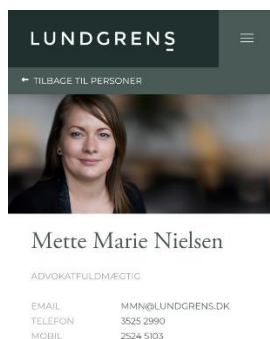 LUNDGRENS
← TILBAGE TIL PERSONER
Mette Marie Nielsen
ADVOKATFULDMÆGTIG
EMAIL MMN@LUNDGRENS.DK
TELEFON 3525 2990
MOBIL 2524 5103